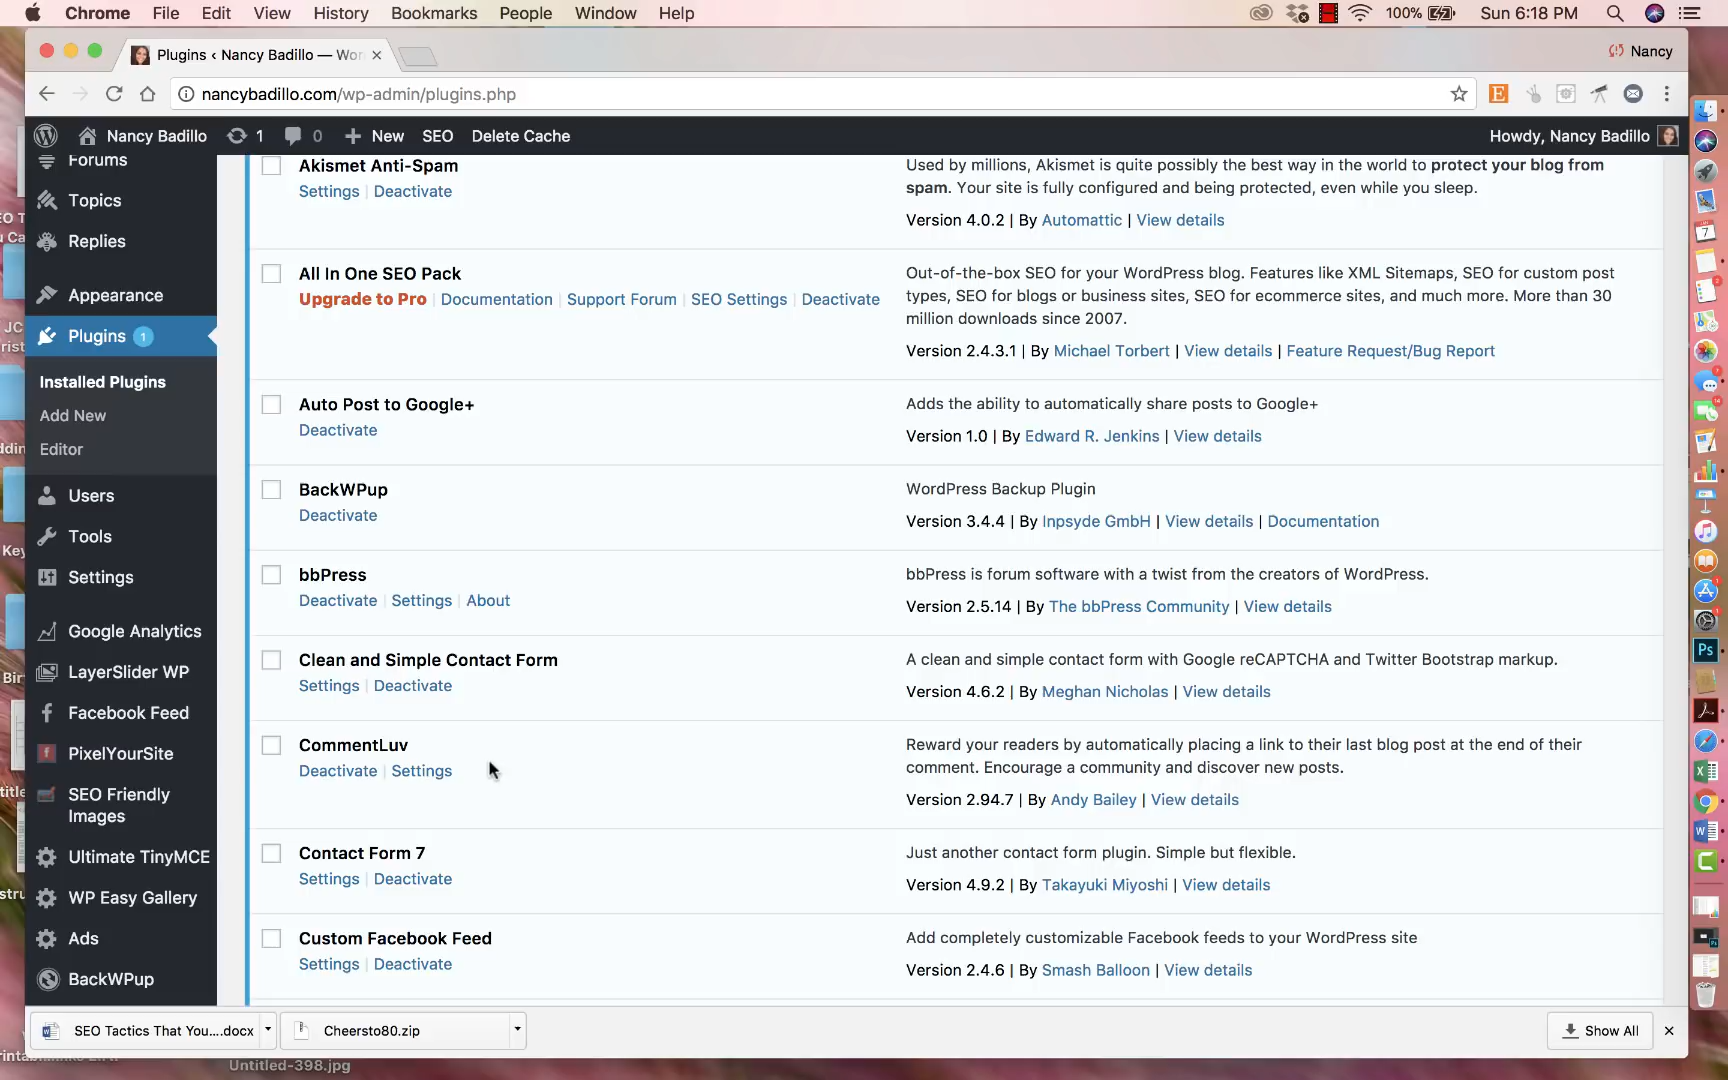 Chrome File Edit View History Bookmarks People Window Help 100% Sun 6:18 PM
Plugins ‹ Nancy Badillo — Wor Nancy
nancybadillo.com/wp-admin/plugins.php
Nancy Badillo 1 0 New SEO Delete Cache Howdy, Nancy Badillo
Forums
Topics
Replies
Appearance
Plugins 1
Installed Plugins
Add New
Editor
Users
Tools
Settings
Google Analytics
LayerSlider WP
Facebook Feed
PixelYourSite
SEO Friendly
Images
Ultimate TinyMCE
WP Easy Gallery
Ads
BackWPup
Akismet Anti-Spam
Settings | Deactivate
Used by millions, Akismet is quite possibly the best way in the world to protect your blog from
spam. Your site is fully configured and being protected, even while you sleep.
Version 4.0.2 | By Automattic | View details
All In One SEO Pack
Upgrade to Pro | Documentation | Support Forum | SEO Settings | Deactivate
Out-of-the-box SEO for your WordPress blog. Features like XML Sitemaps, SEO for custom post
types, SEO for blogs or business sites, SEO for ecommerce sites, and much more. More than 30
million downloads since 2007.
Version 2.4.3.1 | By Michael Torbert | View details | Feature Request/Bug Report
Auto Post to Google+
Deactivate
Adds the ability to automatically share posts to Google+
Version 1.0 | By Edward R. Jenkins | View details
BackWPup
Deactivate
WordPress Backup Plugin
Version 3.4.4 | By Inpsyde GmbH | View details | Documentation
bbPress
Deactivate | Settings | About
bbPress is forum software with a twist from the creators of WordPress.
Version 2.5.14 | By The bbPress Community | View details
Clean and Simple Contact Form
Settings | Deactivate
A clean and simple contact form with Google reCAPTCHA and Twitter Bootstrap markup.
Version 4.6.2 | By Meghan Nicholas | View details
CommentLuv
Deactivate | Settings
Reward your readers by automatically placing a link to their last blog post at the end of their
comment. Encourage a community and discover new posts.
Version 2.94.7 | By Andy Bailey | View details
Contact Form 7
Settings | Deactivate
Just another contact form plugin. Simple but flexible.
Version 4.9.2 | By Takayuki Miyoshi | View details
Custom Facebook Feed
Settings | Deactivate
Add completely customizable Facebook feeds to your WordPress site
Version 2.4.6 | By Smash Balloon | View details
SEO Tactics That You....docx Cheersto80.zip Show All
Untitled-398.jpg